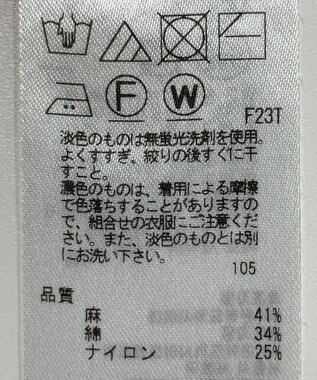 F W
F23T
淡色のものは無蛍光洗剤を使用。
よくすすぎ、絞りの後すぐに干
すこと。
濃色のものは、着用による摩擦
で色落ちすることがありますの
で、組合せの衣服にご注意くだ
さい。また、淡色のものとは別
にお洗い下さい。
105
品質
麻 41%
綿 34%
ナイロン 25%